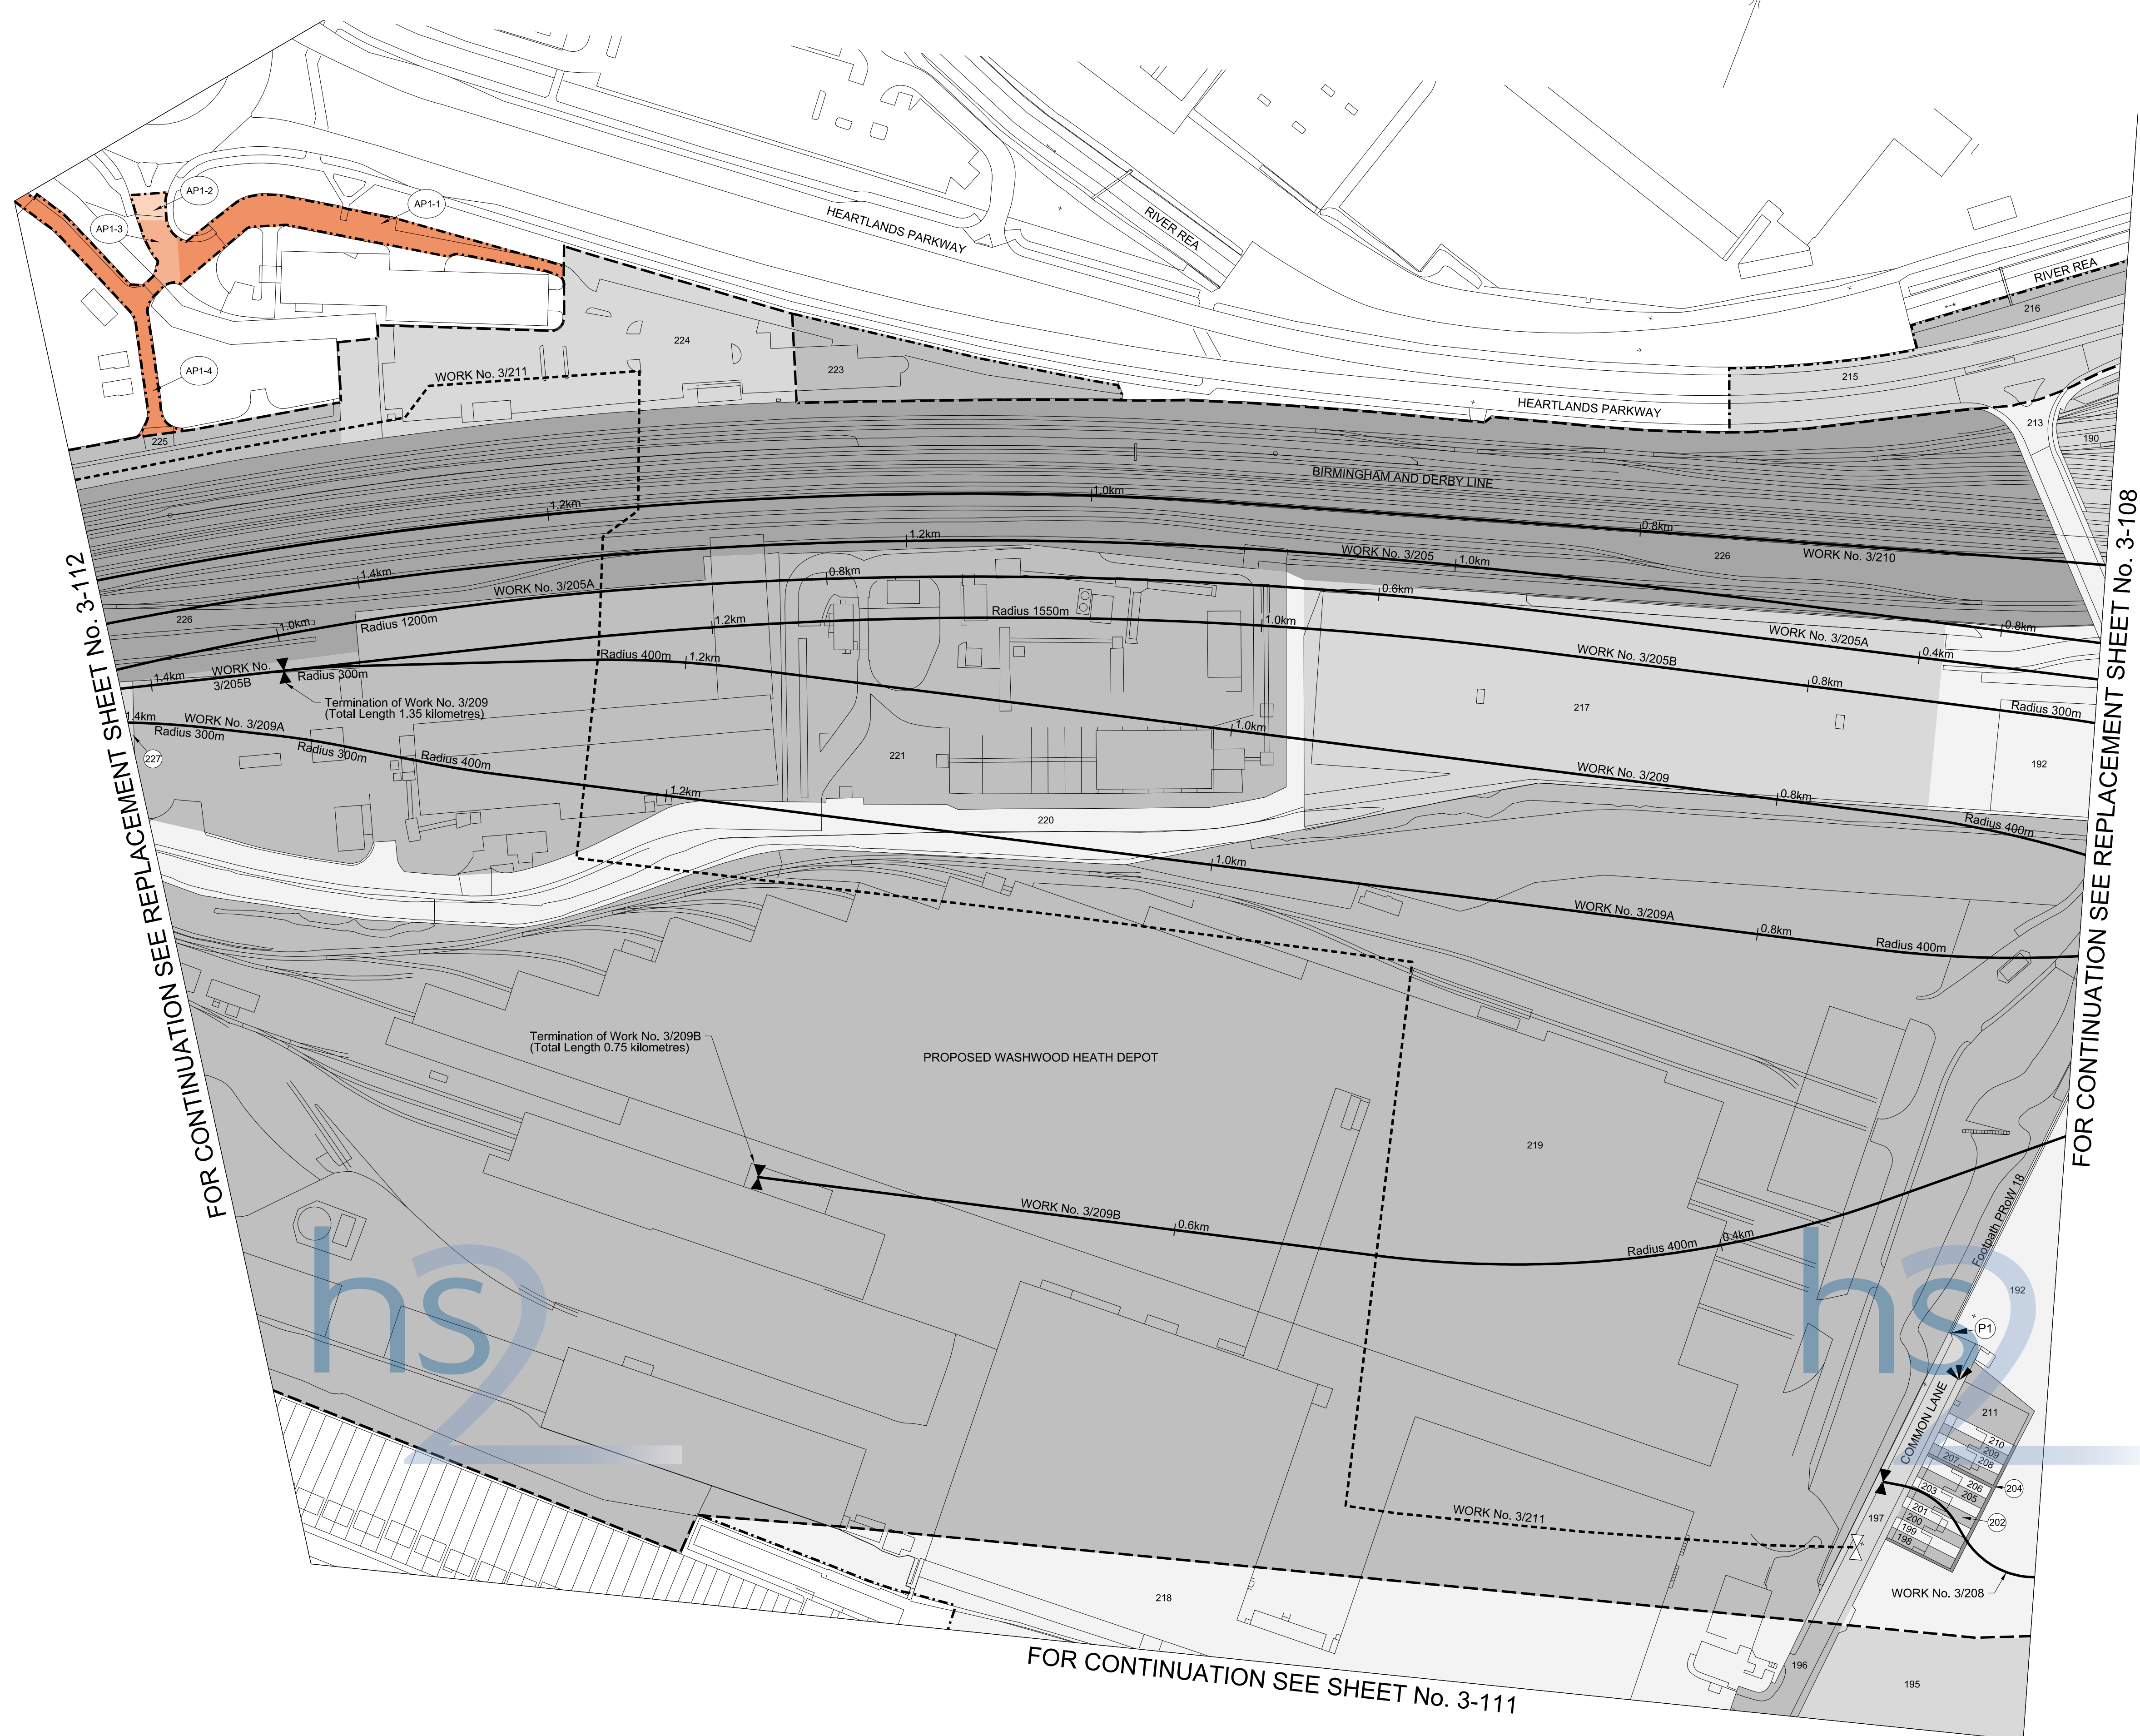 AP1-2
AP1-1
AP1-3
AP1-4
HEARTLANDS PARKWAY
RIVER REA
RIVER REA
216
224
223
215
WORK No. 3/211
HEARTLANDS PARKWAY
213
190
225
BIRMINGHAM AND DERBY LINE
1.2km
1.0km
0.8km
226
WORK No. 3/210
1.4km
1.2km
WORK No. 3/205
1.0km
0.8km
226
1.0km
Radius 1200m
WORK No. 3/205A
0.8km
0.6km
WORK No. 3/205A
0.4km
1.4km
WORK No.
3/205B
Radius 300m
1.2km
Radius 1550m
1.0km
WORK No. 3/205B
0.8km
Radius 300m
Termination of Work No. 3/209
(Total Length 1.35 kilometres)
Radius 400m
1.2km
1.0km
217
192
WORK No. 3/209
0.8km
Radius 400m
1.4km
WORK No. 3/209A
Radius 300m
Radius 300m
Radius 400m
227
221
1.2km
220
1.0km
WORK No. 3/209A
0.8km
Radius 400m
FOR CONTINUATION SEE REPLACEMENT SHEET No. 3-112
FOR CONTINUATION SEE REPLACEMENT SHEET No. 3-108
Termination of Work No. 3/209B
(Total Length 0.75 kilometres)
PROPOSED WASHWOOD HEATH DEPOT
219
WORK No. 3/209B
0.6km
Radius 400m
0.4km
Footpath PRoW 18
192
P1
hs2
hs2
COMMON LANE
211
210
209
208
207
206
205
204
203
202
201
200
199
198
197
WORK No. 3/211
WORK No. 3/208
218
196
195
FOR CONTINUATION SEE SHEET No. 3-111